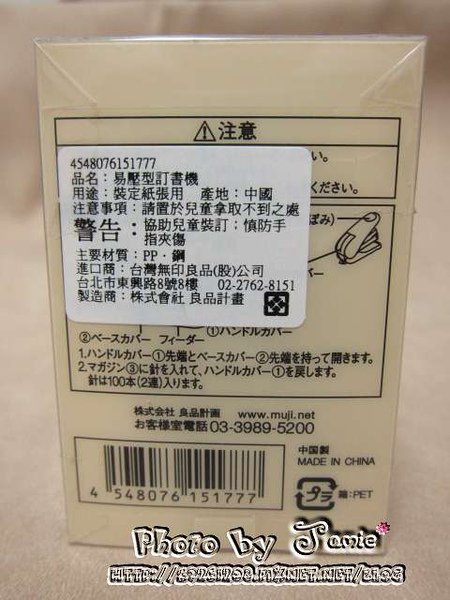 ⚠注意
い。
ください。
4548076151777
品名：易壓型訂書機
用途：裝定紙張用 產地：中國
注意事項：請置於兒童拿取不到之處
警告：協助兒童裝訂：慎防手
指夾傷
主要材質：PP‧鋼
進口商：台灣無印良品(股)公司
台北市東興路8號8樓 02-2762-8151
製造商：株式會社 良品計畫
ぼみ)
バー
①ハンドルカバー
②ベースカバー フィーダー
1.ハンドルカバー①先端とベースカバー②先端を持って開きます。
2.マガジン③に針を入れて、ハンドルカバー①を戻します。
針は100本(2連)入ります。
株式会社 良品計画 www.muji.net
お客様室電話 03-3989-5200
中国製
MADE IN CHINA
4 548076 151777
プラ 箱:PET
Photo by Jamie